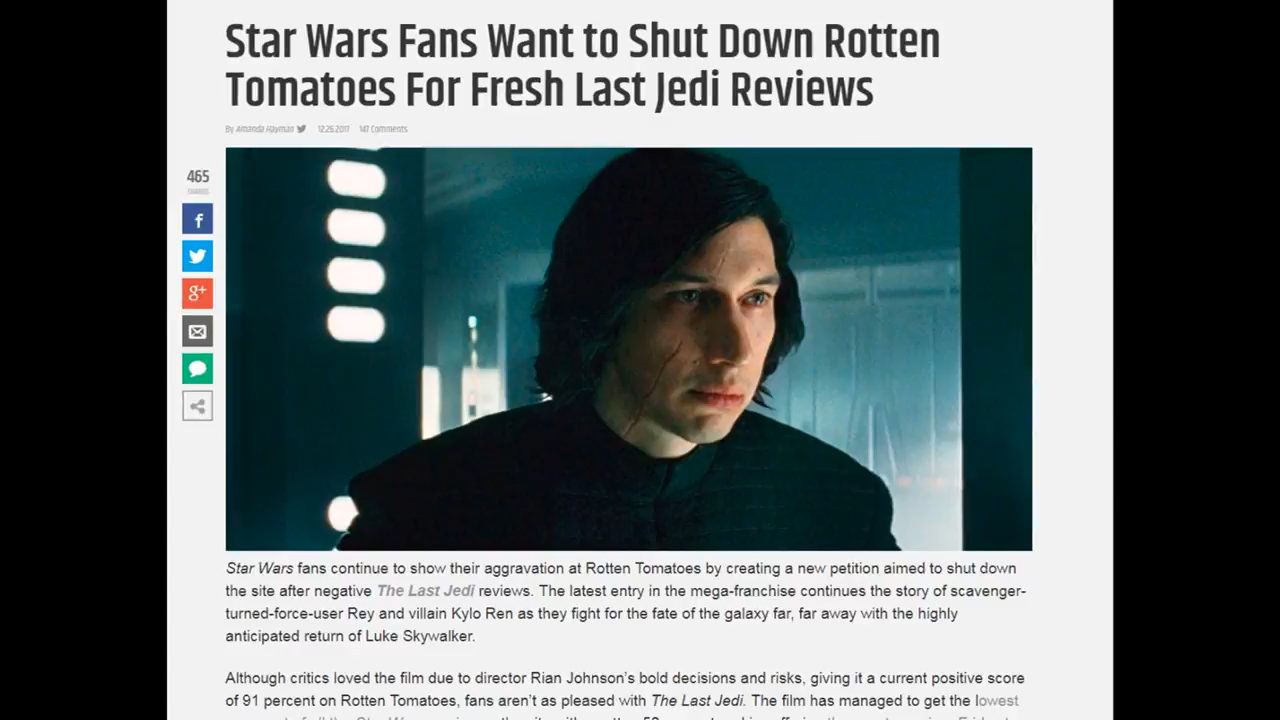 Star Wars Fans Want to Shut Down Rotten
Tomatoes For Fresh Last Jedi Reviews
By Amanda Hayman 12.26.2017 147 Comments
465
SHARES
f
g+
Star Wars fans continue to show their aggravation at Rotten Tomatoes by creating a new petition aimed to shut down
the site after negative The Last Jedi reviews. The latest entry in the mega-franchise continues the story of scavenger-
turned-force-user Rey and villain Kylo Ren as they fight for the fate of the galaxy far, far away with the highly
anticipated return of Luke Skywalker.
Although critics loved the film due to director Rian Johnson's bold decisions and risks, giving it a current positive score
of 91 percent on Rotten Tomatoes, fans aren't as pleased with The Last Jedi. The film has managed to get the lowest